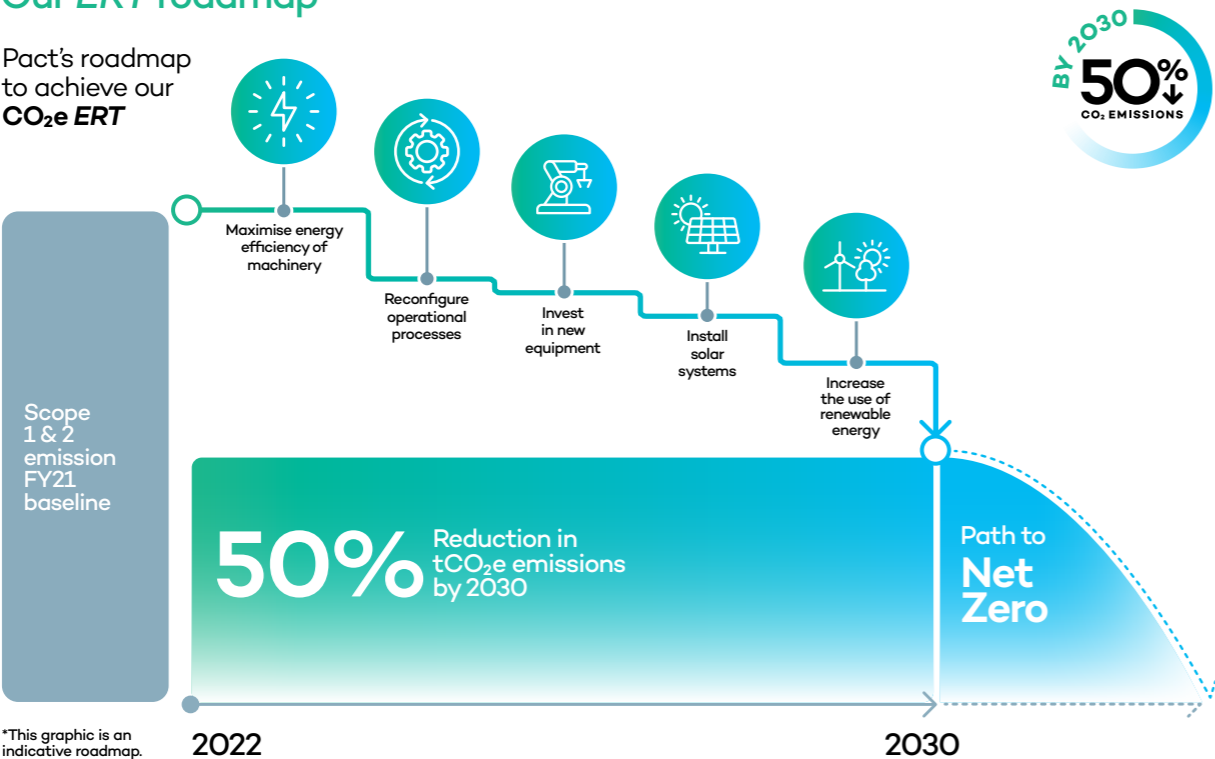 Our ERT roadmap
Pact's roadmap
to achieve our
CO₂e ERT
BY 2030
50%
CO₂ EMISSIONS
Maximise energy
efficiency of
machinery
Reconfigure
operational
processes
Invest
in new
equipment
Install
solar
systems
Increase
the use of
renewable
energy
Scope
1 & 2
emission
FY21
baseline
50%
Reduction in
tCO₂e emissions
by 2030
Path to
Net
Zero
*This graphic is an
indicative roadmap.
2022
2030